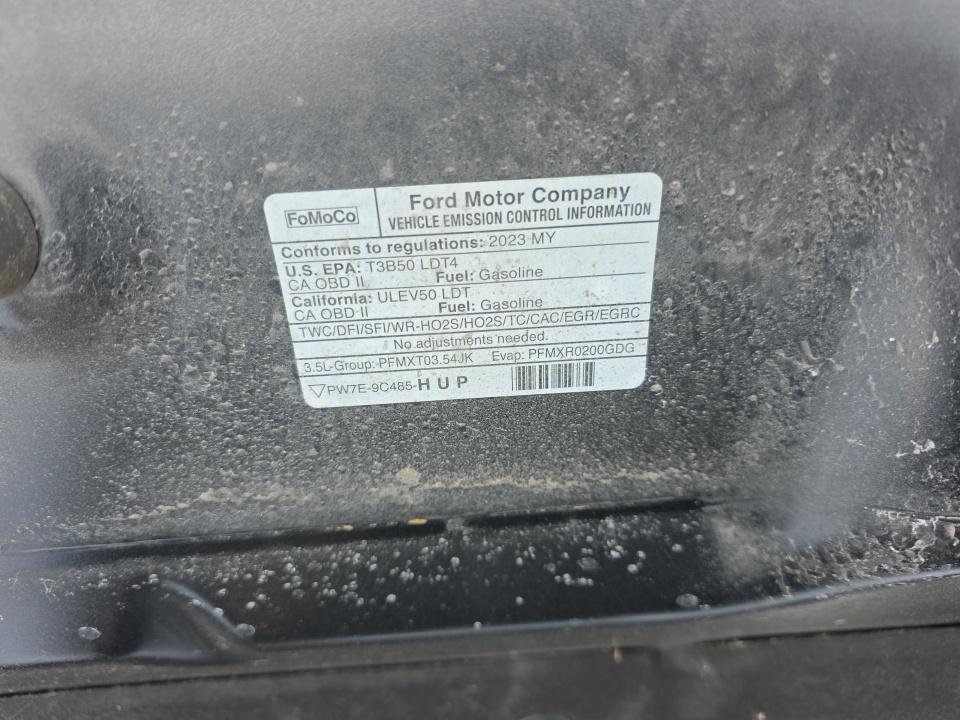 FoMoCo
Ford Motor Company
VEHICLE EMISSION CONTROL INFORMATION
Conforms to regulations: 2023 MY
U.S. EPA: T3B50 LDT4
CA OBD II Fuel: Gasoline
California: ULEV50 LDT
CA OBD II Fuel: Gasoline
TWC/DFI/SFI/WR-HO2S/HO2S/TC/CAC/EGR/EGRC
No adjustments needed.
3.5L-Group: PFMXT03.54JK Evap: PFMXR0200GDG
PW7E-9C485-HUP